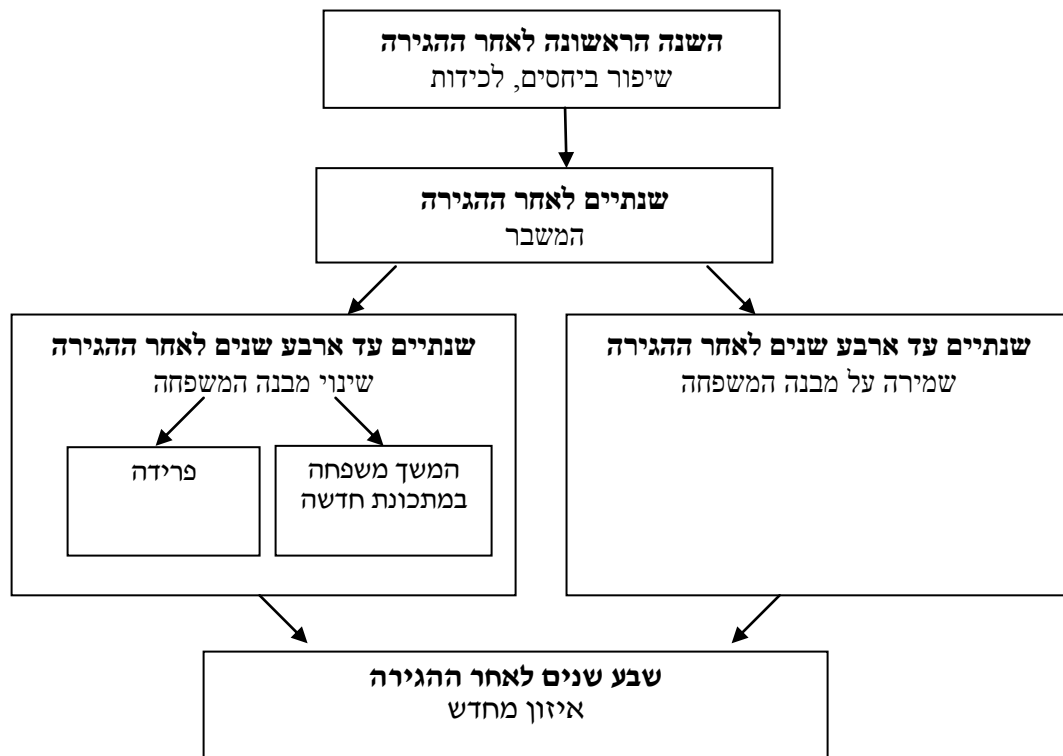 השנה הראשונה לאחר ההגירה
שיפור ביחסים, לכידות
שנתיים לאחר ההגירה
המשבר
שנתיים עד ארבע שנים לאחר ההגירה
שמירה על מבנה המשפחה
שנתיים עד ארבע שנים לאחר ההגירה
שינוי מבנה המשפחה
המשך משפחה
במתכונת חדשה
פרידה
שבע שנים לאחר ההגירה
איזון מחדש